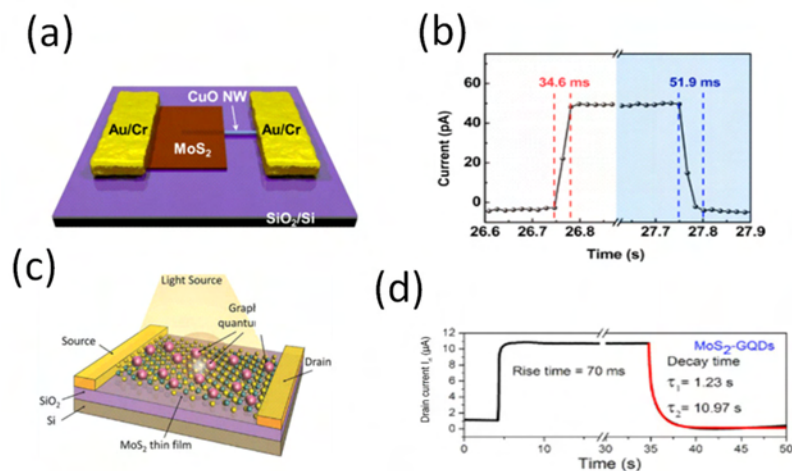 (a)
CuO NW
Au/Cr
MoS2
Au/Cr
SiO2/Si
(b)
34.6 ms
51.9 ms
Current (pA)
60
40
20
0
26.6 26.7 26.8 27.7 27.8 27.9
Time (s)
(c)
Light Source
Source
Drain
SiO2
Si
MoS2 thin film
(d)
MoS2-GQDs
Rise time = 70 ms
Decay time
τ1 = 1.23 s
τ2 = 10.97 s
Drain current
(μA)
12
10
8
6
4
2
0
0 10 30 35 40 45 50
Time (s)